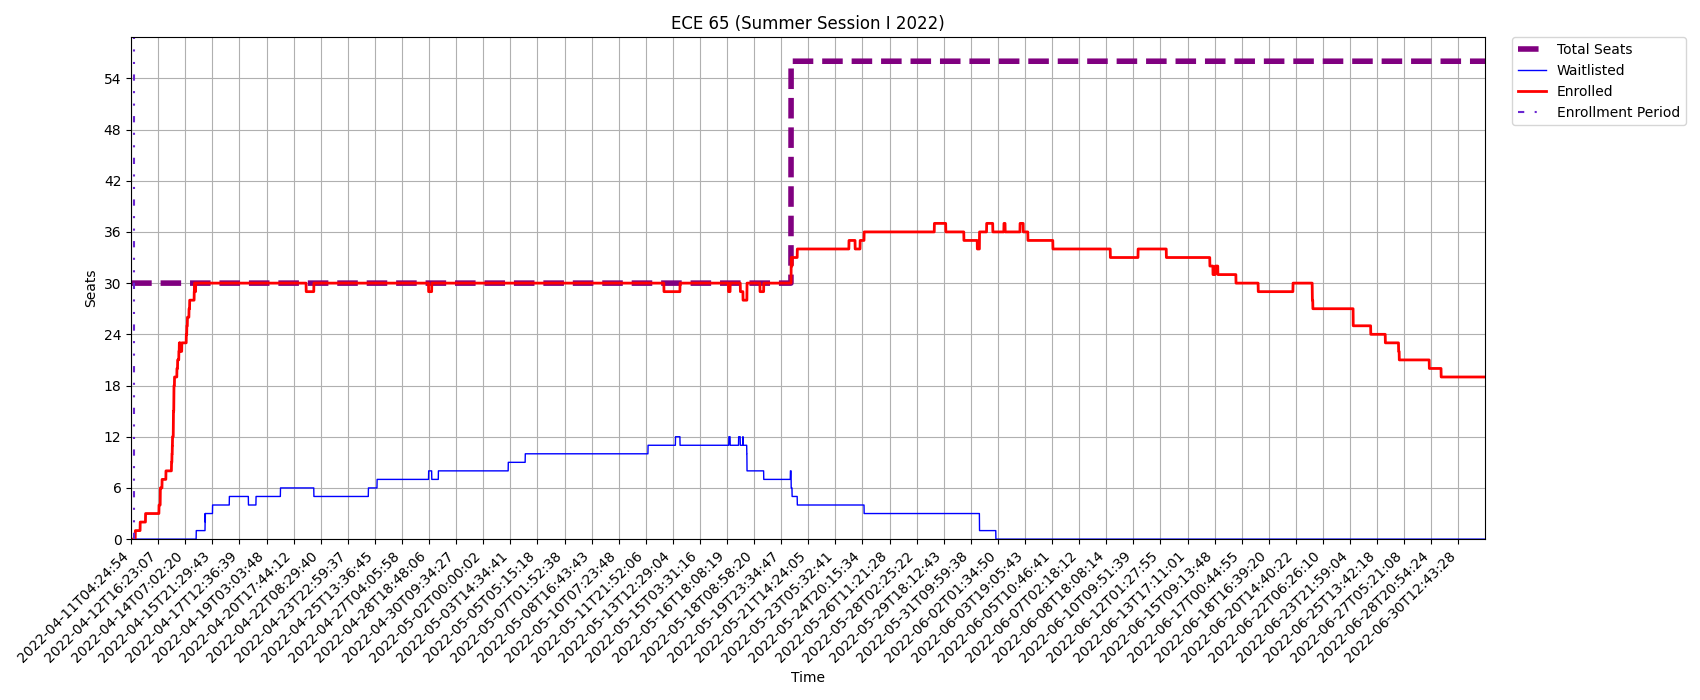 ECE 65 (Summer Session I 2022)
Total Seats
Waitlisted
Enrolled
Enrollment Period
Seats
54
48
42
36
30
24
18
12
6
0
2022-04-11T04:24:54
2022-04-12T16:23:07
2022-04-14T07:02:20
2022-04-15T21:29:43
2022-04-17T12:36:39
2022-04-19T03:03:48
2022-04-20T17:44:12
2022-04-22T08:29:40
2022-04-23T22:59:37
2022-04-25T13:36:45
2022-04-27T04:05:58
2022-04-28T18:48:06
2022-04-30T09:34:27
2022-05-02T00:00:02
2022-05-03T14:34:41
2022-05-05T05:15:18
2022-05-07T01:52:38
2022-05-08T16:43:43
2022-05-10T07:23:48
2022-05-11T21:52:06
2022-05-13T12:29:04
2022-05-15T03:31:16
2022-05-16T18:08:19
2022-05-18T08:58:20
2022-05-19T23:34:47
2022-05-21T14:24:05
2022-05-23T05:32:41
2022-05-24T20:15:34
2022-05-26T11:21:28
2022-05-28T02:25:22
2022-05-29T18:12:43
2022-05-31T09:59:38
2022-06-02T01:34:50
2022-06-03T19:05:43
2022-06-05T10:46:41
2022-06-07T02:18:12
2022-06-08T18:08:14
2022-06-10T09:51:39
2022-06-12T01:27:55
2022-06-13T17:11:01
2022-06-15T09:13:48
2022-06-17T00:44:55
2022-06-18T16:39:20
2022-06-20T14:40:22
2022-06-22T06:26:10
2022-06-23T21:59:04
2022-06-25T13:42:18
2022-06-27T05:21:08
2022-06-28T20:54:24
2022-06-30T12:43:28
Time